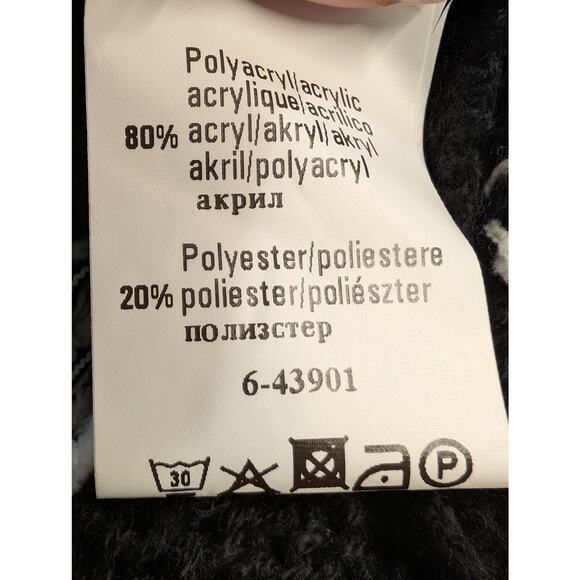 Polyacryl/acrylic
acrylique/acrilico
80% acryl/akryl/akryl
akril/polyacryl
акрил
Polyester/poliestere
20% poliester/poliészter
полизстер
6-43901
30 P